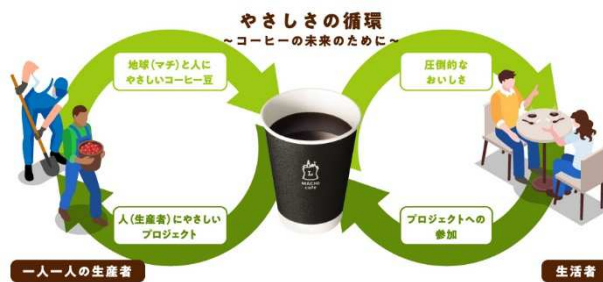 やさしさの循環
~コーヒーの未来のために~
地球(マチ)と人に
やさしいコーヒー豆
圧倒的な
おいしさ
MACHI
café
人(生産者)にやさしい
プロジェクト
プロジェクトへの
参加
一人一人の生産者
生活者